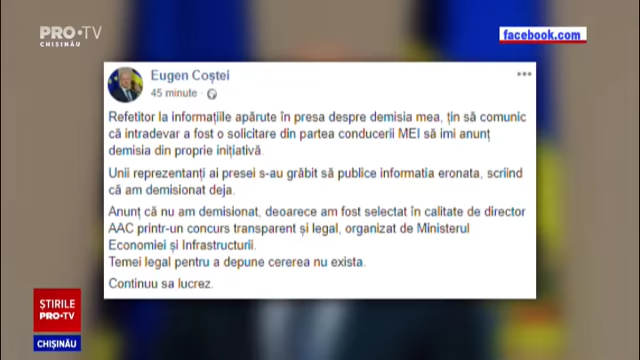 PRO•TV
CHIȘINĂU
facebook.com
Eugen Coștei
45 minute
Refetitor la informațiile apărute în presa despre demisia mea, țin să comunic
că intradevar a fost o solicitare din partea conducerii MEI să imi anunț
demisia din proprie inițiativă.
Unii reprezentanți ai presei s-au grăbit să publice informatia eronata, scriind
că am demisionat deja.
Anunț că nu am demisionat, deoarece am fost selectat în calitate de director
AAC printr-un concurs transparent și legal, organizat de Ministerul
Economiei și Infrastructurii.
Temei legal pentru a depune cererea nu exista.
Continuu sa lucrez.
ȘTIRILE
PRO•TV
CHIȘINĂU